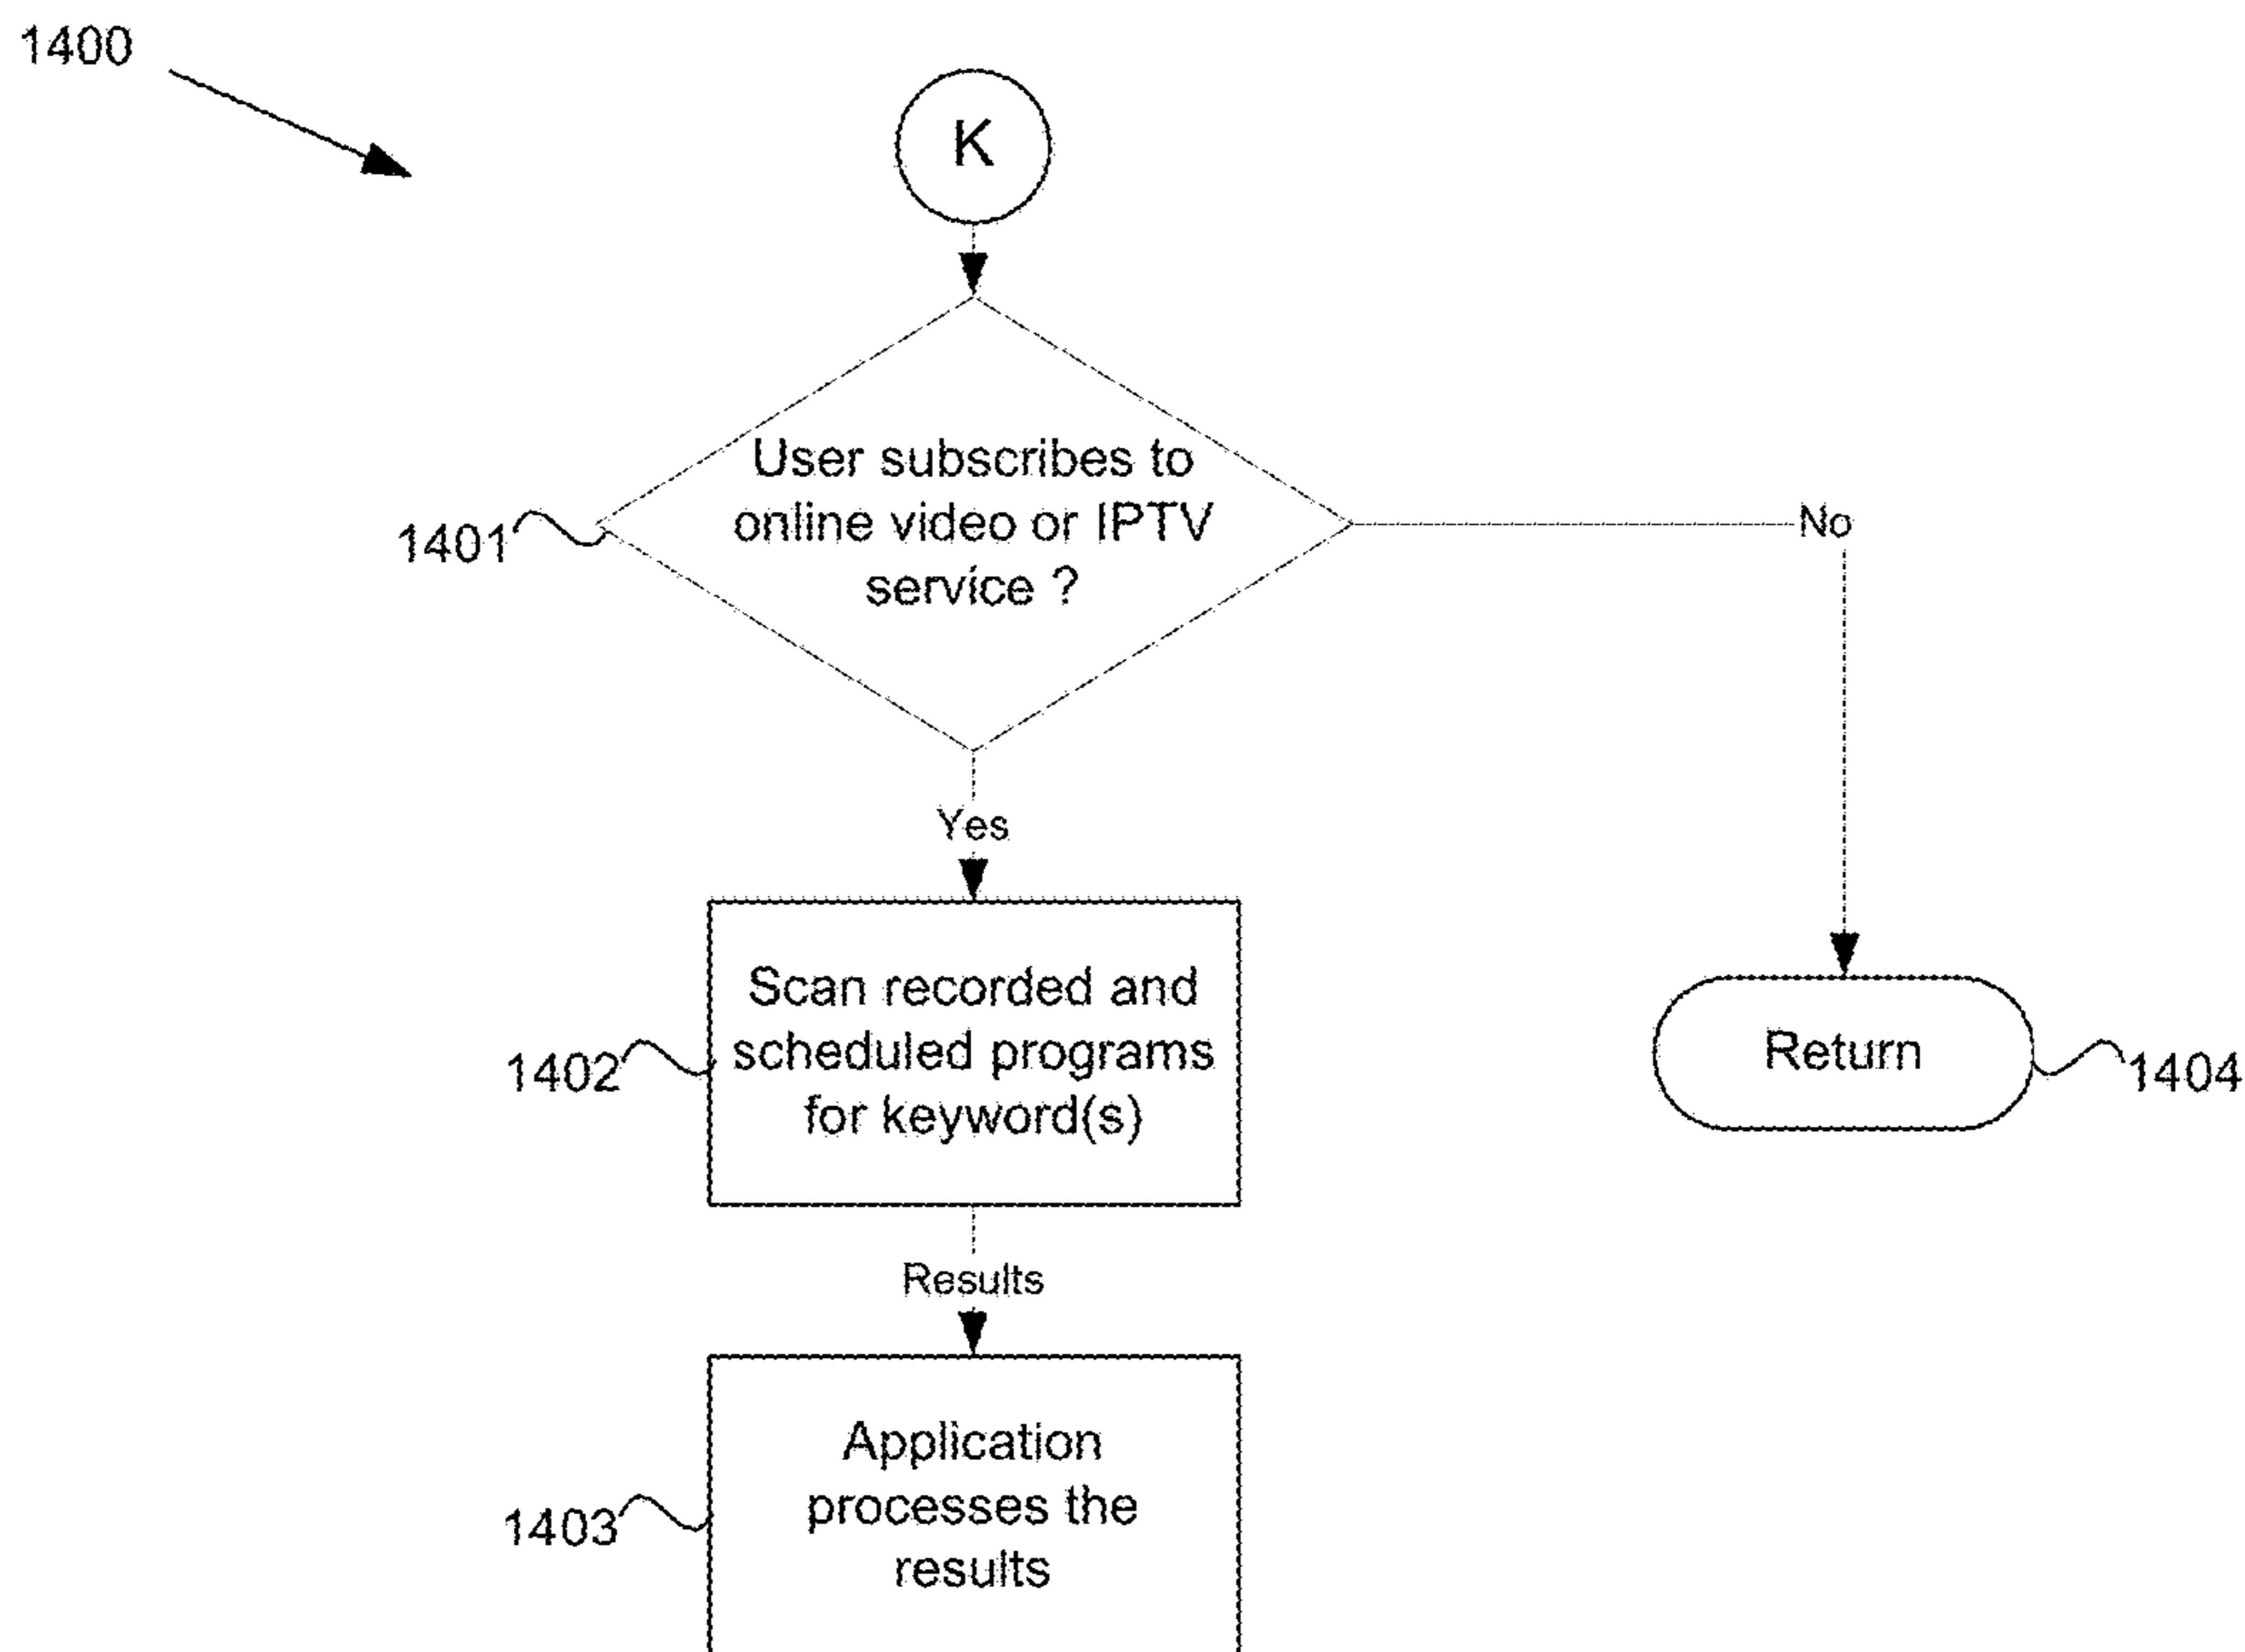 1400
K
User subscribes to
online video or IPTV
service ?
1401
No
Yes
Scan recorded and
scheduled programs
for keyword(s)
1402
Return
1404
Results
Application
processes the
results
1403